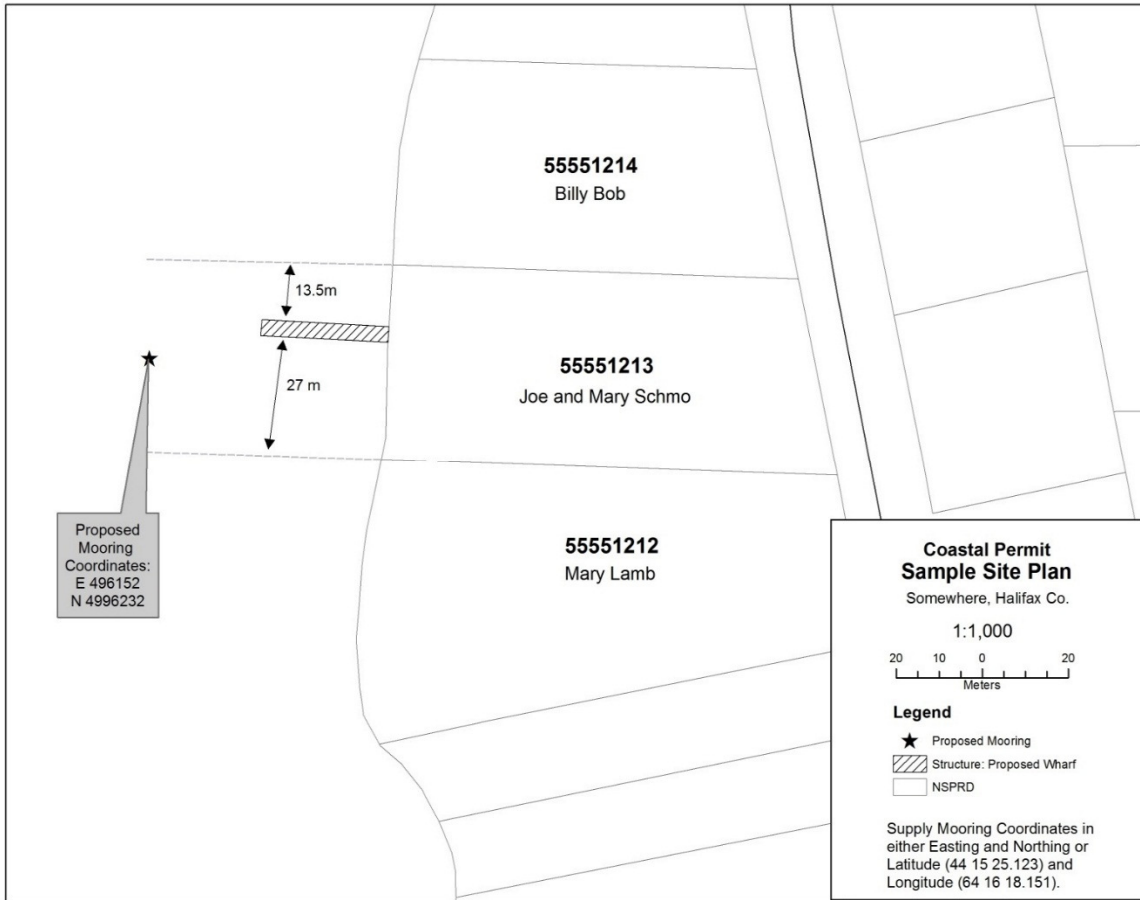 55551214
Billy Bob
13.5m
27 m
55551213
Joe and Mary Schmo
Proposed
Mooring
Coordinates:
E 496152
N 4996232
55551212
Mary Lamb
Coastal Permit
Sample Site Plan
Somewhere, Halifax Co.
1:1,000
20 10 0 20
Meters
Legend
Proposed Mooring
Structure: Proposed Wharf
NSPRD
Supply Mooring Coordinates in
either Easting and Northing or
Latitude (44 15 25.123) and
Longitude (64 16 18.151).